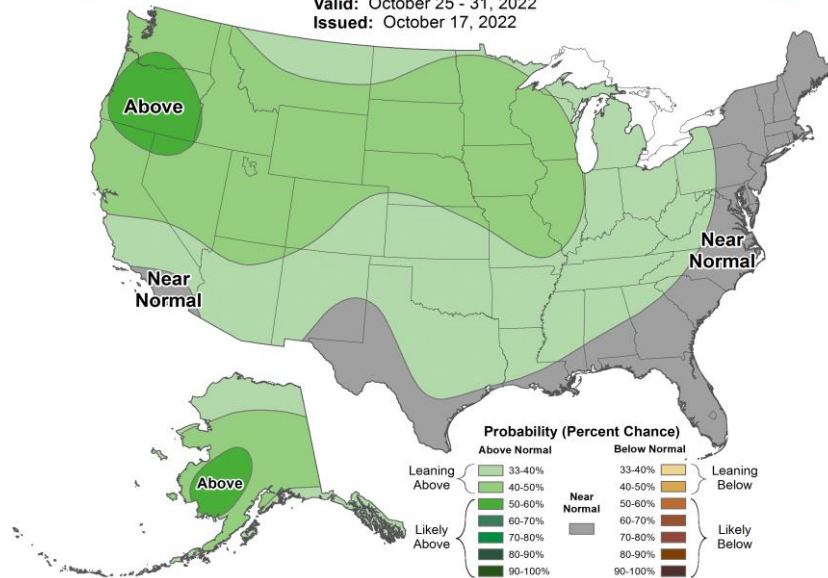 Valid: October 25 - 31, 2022
Issued: October 17, 2022
Above
Near
Normal
Near
Normal
Above
Probability (Percent Chance)
Above Normal
Below Normal
Leaning
Above
33-40%
40-50%
Likely
Above
50-60%
60-70%
70-80%
80-90%
90-100%
Near
Normal
33-40%
40-50%
Leaning
Below
50-60%
60-70%
70-80%
80-90%
90-100%
Likely
Below